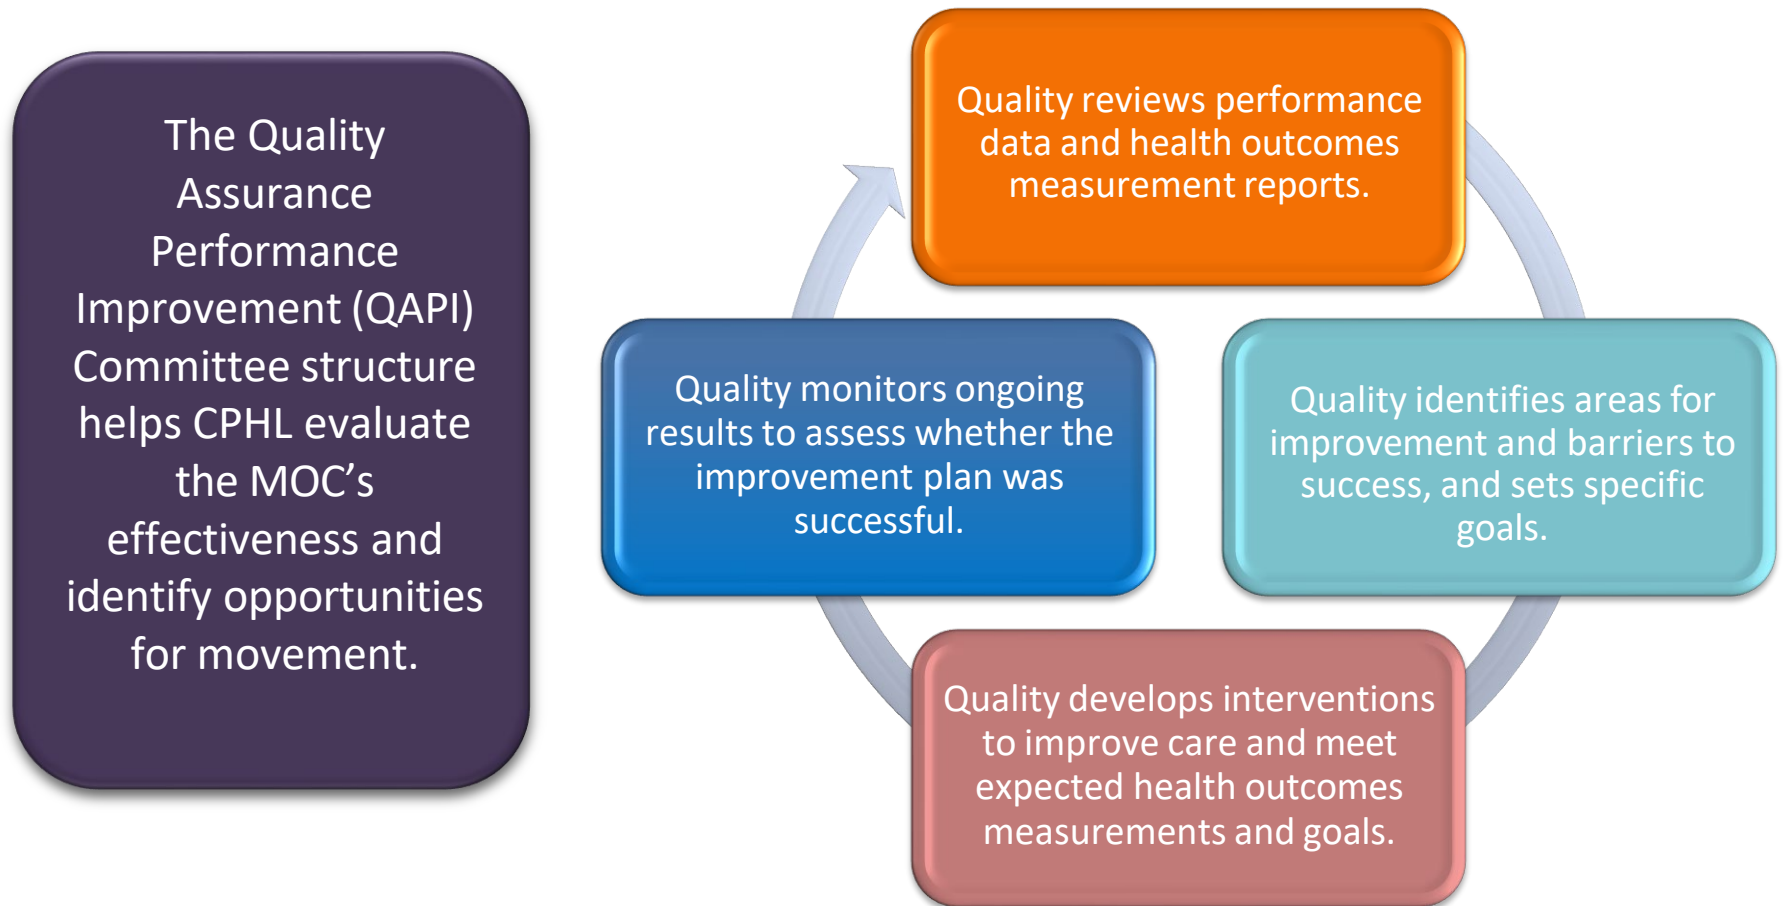 The Quality
Assurance
Performance
Improvement (QAPI)
Committee structure
helps CPHL evaluate
the MOC’s
effectiveness and
identify opportunities
for movement.
Quality reviews performance
data and health outcomes
measurement reports.
Quality identifies areas for
improvement and barriers to
success, and sets specific
goals.
Quality develops interventions
to improve care and meet
expected health outcomes
measurements and goals.
Quality monitors ongoing
results to assess whether the
improvement plan was
successful.